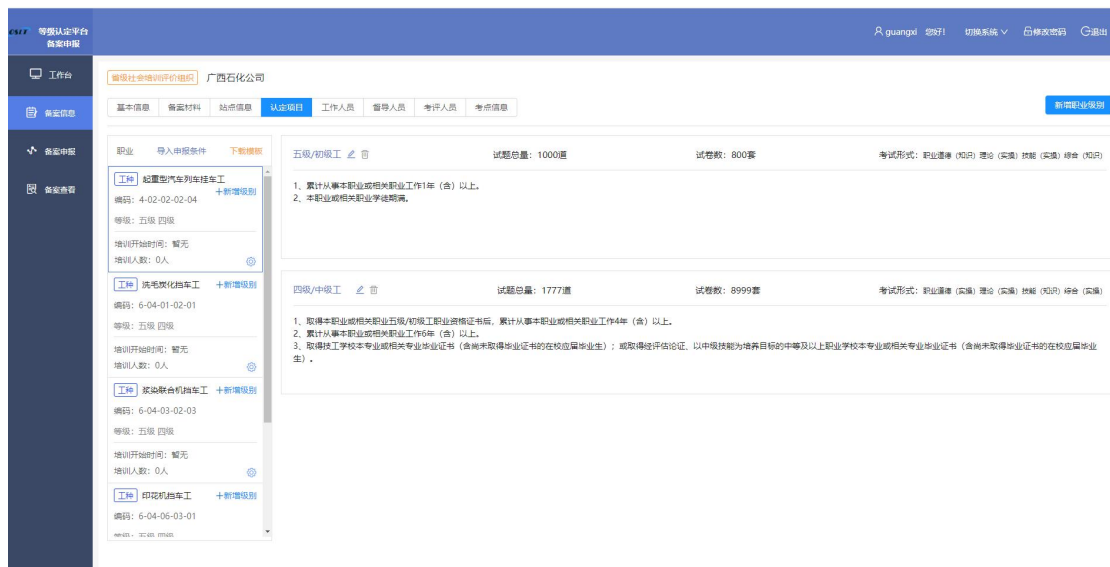 OSLT 等级认定平台
备案申报
guangxi 您好! 切换系统 修改密码 退出
工作台
备案信息
备案申报
备案查看
省级社会培训评价组织 广西石化公司
基本信息 备案材料 站点信息 认定项目 工作人员 督导人员 考评人员 考点信息
新增职业级别
职业 导入申报条件 下载模板
工种 起重型汽车列车挂车工
+新增级别
编码: 4-02-02-02-04
等级: 五级 四级
培训开始时间: 暂无
培训人数: 0人
工种 洗毛炭化挡车工 +新增级别
编码: 6-04-01-02-01
等级: 五级 四级
培训开始时间: 暂无
培训人数: 0人
工种 浆染联合机挡车工 +新增级别
编码: 6-04-03-02-03
等级: 五级 四级
培训开始时间: 暂无
培训人数: 0人
工种 印花机挡车工 +新增级别
编码: 6-04-06-03-01
等级: 五级 四级
五级/初级工 试题总量: 1000道 试卷数: 800套 考试形式: 职业道德 (知识) 理论 (实操) 技能 (实操) 综合 (知识)
1、累计从事本职业或相关职业工作1年（含）以上。
2、本职业或相关职业学徒期满。
四级/中级工 试题总量: 1777道 试卷数: 8999套 考试形式: 职业道德 (实操) 理论 (实操) 技能 (知识) 综合 (实操)
1、取得本职业或相关职业五级/初级工职业资格证书后，累计从事本职业或相关职业工作4年（含）以上。
2、累计从事本职业或相关职业工作6年（含）以上。
3、取得技工学校本专业或相关专业毕业证书（含尚未取得毕业证书的在校应届毕业生）；或取得经评估论证、以中级技能为培养目标的中等及以上职业学校本专业或相关专业毕业证书（含尚未取得毕业证书的在校应届毕业
生）。